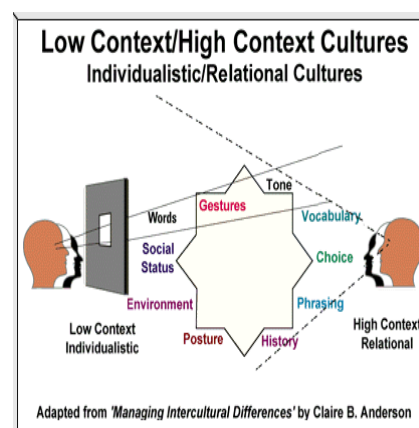 Low Context/High Context Cultures
Individualistic/Relational Cultures
Tone
Gestures
Words
Vocabulary
Social
Status
Choice
Environment
Phrasing
Low Context
Individualistic
High Context
Relational
Posture
History
Adapted from 'Managing Intercultural Differences' by Claire B. Anderson